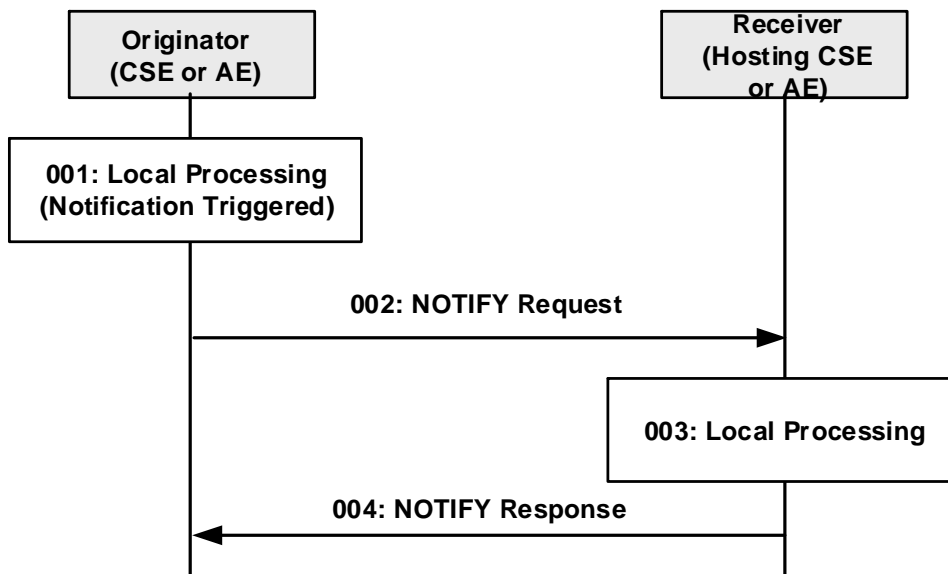 Originator
(CSE or AE)
Receiver
(Hosting CSE
or AE)
001: Local Processing
(Notification Triggered)
002: NOTIFY Request
003: Local Processing
004: NOTIFY Response